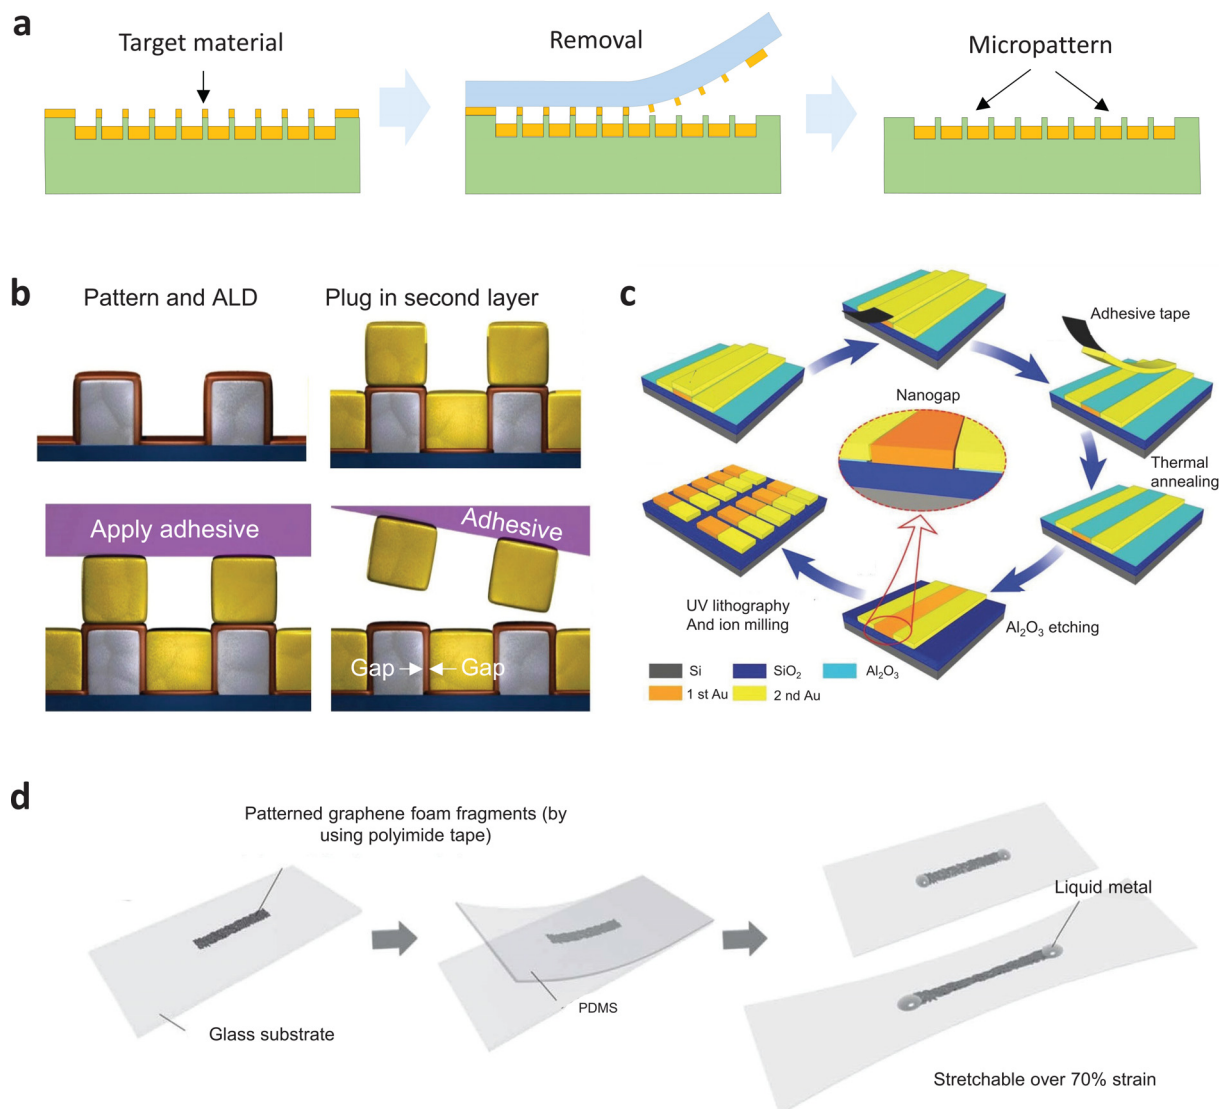 a
Target material
Removal
Micropattern
b
Pattern and ALD
Plug in second layer
Apply adhesive
Adhesive
Gap
Gap
c
Adhesive tape
Nanogap
Thermal
annealing
UV lithography
And ion milling
Al₂O₃ etching
Si
SiO₂
Al₂O₃
1 st Au
2 nd Au
d
Patterned graphene foam fragments (by
using polyimide tape)
Liquid metal
PDMS
Glass substrate
Stretchable over 70% strain